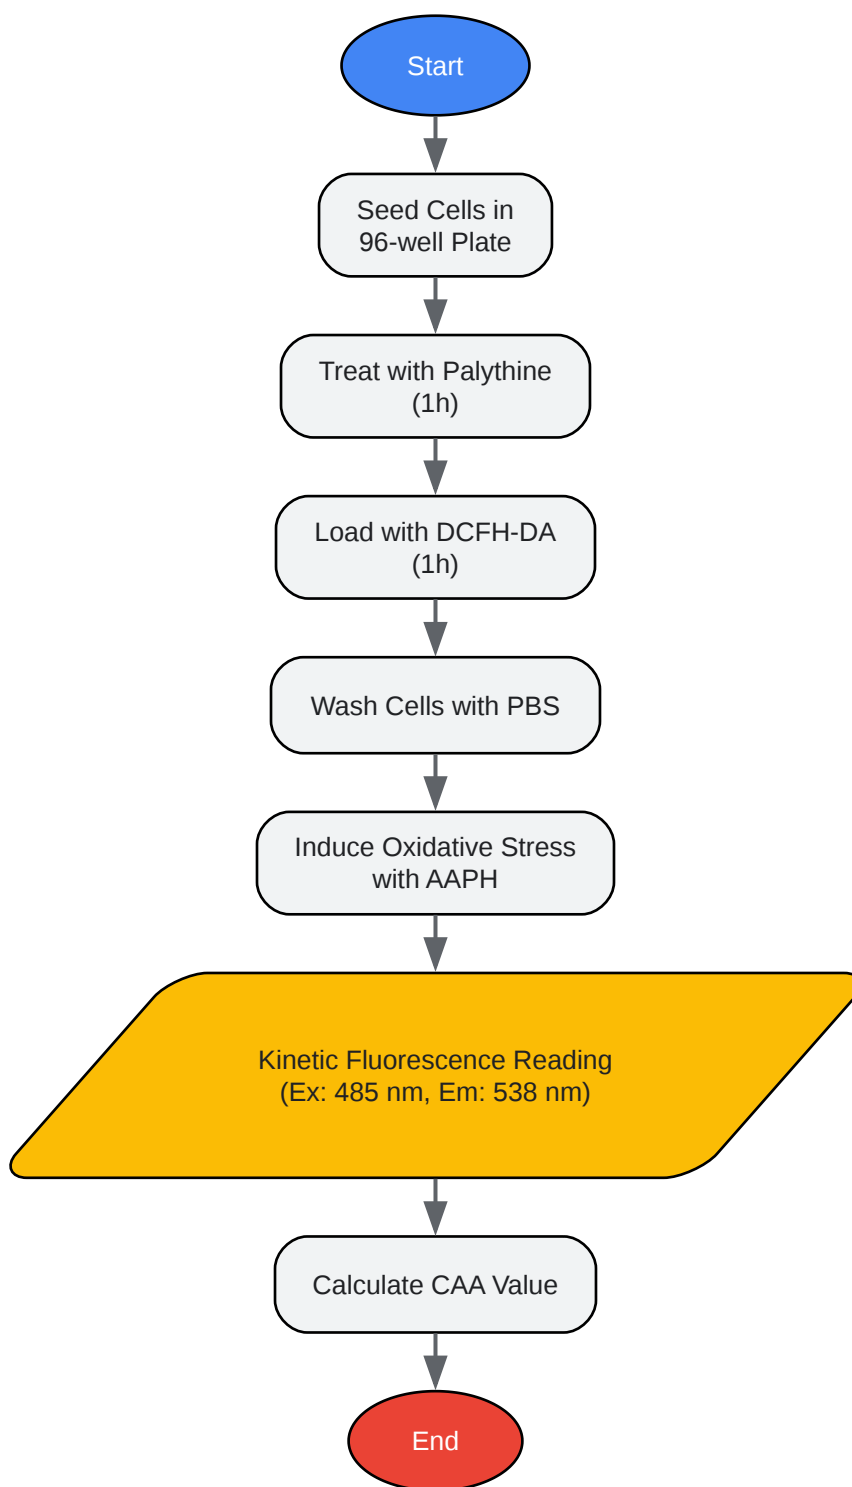 Start
Seed Cells in
96-well Plate
Treat with Palythine
(1h)
Load with DCFH-DA
(1h)
Wash Cells with PBS
Induce Oxidative Stress
with AAPH
Kinetic Fluorescence Reading
(Ex: 485 nm, Em: 538 nm)
Calculate CAA Value
End